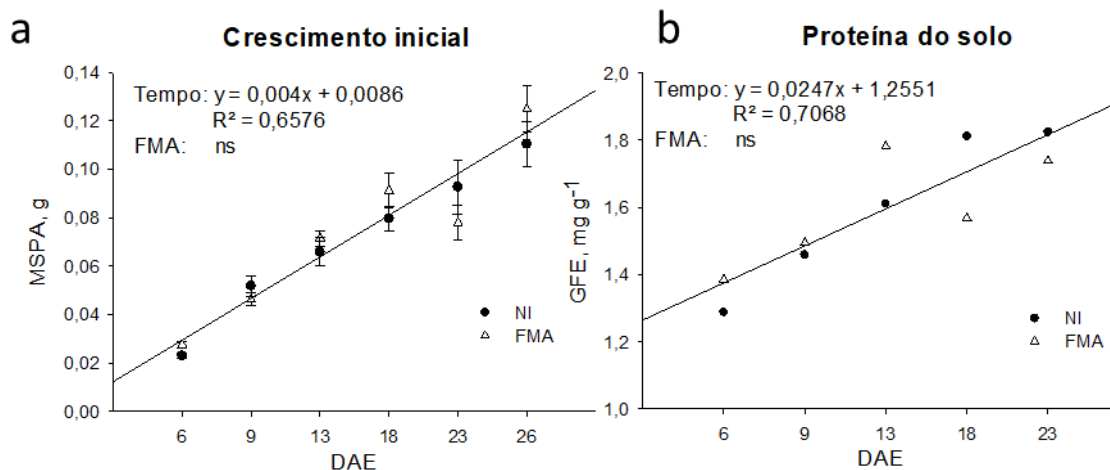 a
Crescimento inicial
Tempo: y = 0,004x + 0,0086
R² = 0,6576
FMA: ns
MSPA, g
0,14
0,12
0,10
0,08
0,06
0,04
0,02
0,00
NI
FMA
6 9 13 18 23 26
DAE
b
Proteína do solo
Tempo: y = 0,0247x + 1,2551
R² = 0,7068
FMA: ns
GFE, mg g⁻¹
2,0
1,8
1,6
1,4
1,2
1,0
NI
FMA
6 9 13 18 23
DAE